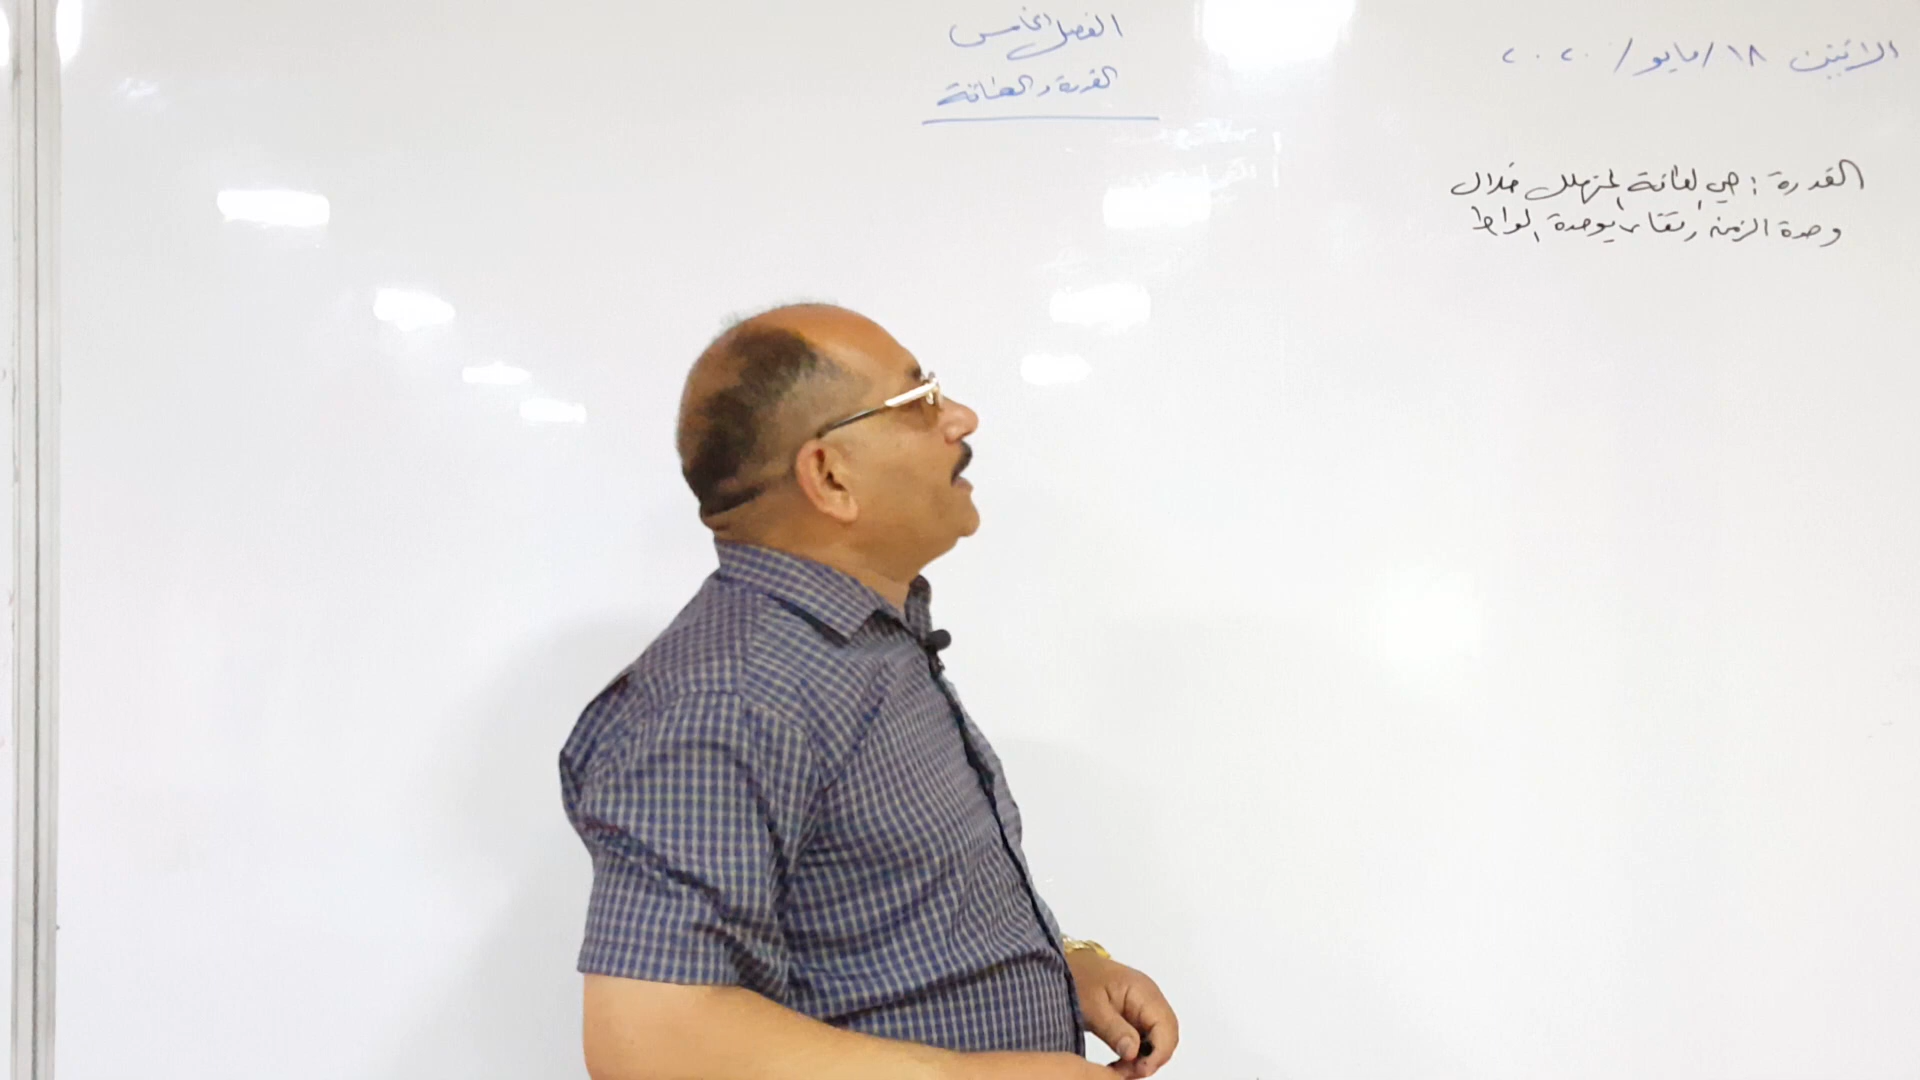 الاثنين ١٨/مايو/٢٠٢٠
الفصل الخامس
القدرة والطاقة
القدرة: هي الطاقة المستهلكة خلال
وحدة الزمن وتقاس بوحدة الواط